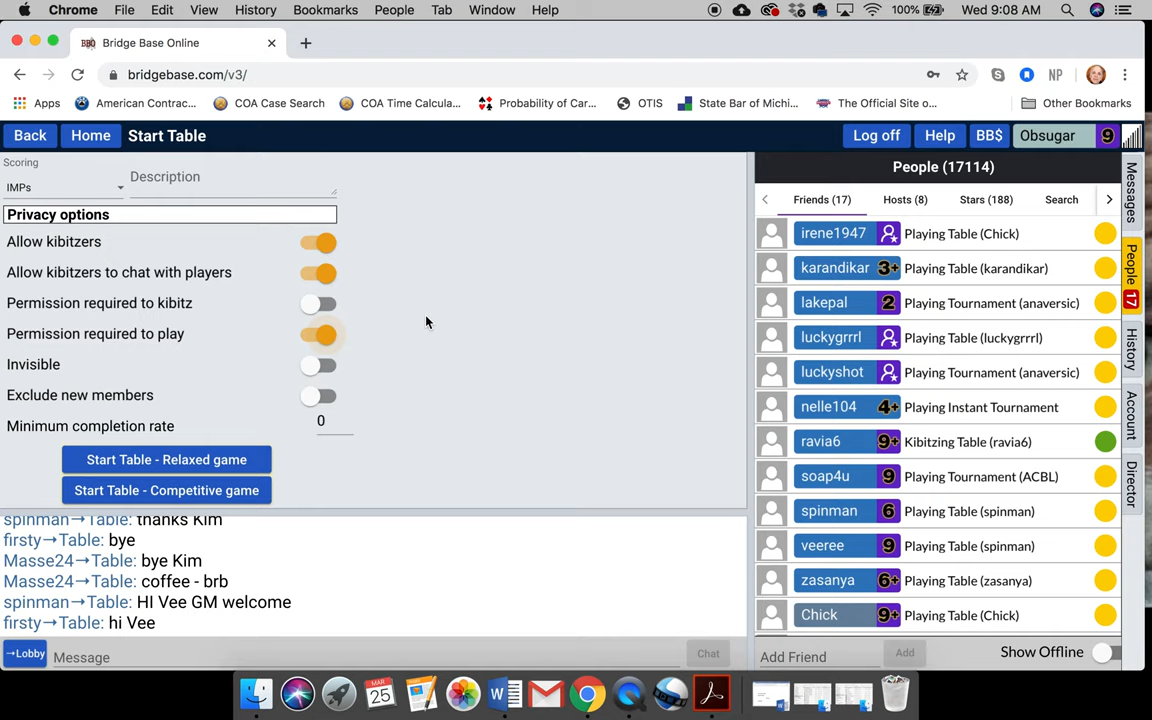 Chrome File Edit View History Bookmarks People Tab Window Help 100% Wed 9:08 AM
Bridge Base Online
bridgebase.com/v3/ NP
Apps American Contrac... COA Case Search COA Time Calcula... Probability of Car... OTIS State Bar of Michi... The Official Site o... Other Bookmarks
Back Home Start Table Log off Help BB$ Obsugar 9
Scoring
IMPs Description
Privacy options
Allow kibitzers
Allow kibitzers to chat with players
Permission required to kibitz
Permission required to play
Invisible
Exclude new members
Minimum completion rate 0
Start Table - Relaxed game
Start Table - Competitive game
spinman→Table: thanks Kim
firsty→Table: bye
Masse24→Table: bye Kim
Masse24→Table: coffee - brb
spinman→Table: HI Vee GM welcome
firsty→Table: hi Vee
→Lobby Message Chat
People (17114)
Friends (17) Hosts (8) Stars (188) Search
irene1947 Playing Table (Chick)
karandikar 3+ Playing Table (karandikar)
lakepal 2 Playing Tournament (anaversic)
luckygrrrl Playing Table (luckygrrrl)
luckyshot Playing Tournament (anaversic)
nelle104 4+ Playing Instant Tournament
ravia6 9+ Kibitzing Table (ravia6)
soap4u 9 Playing Tournament (ACBL)
spinman 6 Playing Table (spinman)
veeree 9 Playing Table (spinman)
zasanya 6+ Playing Table (zasanya)
Chick 9+ Playing Table (Chick)
Add Friend Add Show Offline
Messages
People 17
History
Account
Director
MAR
25